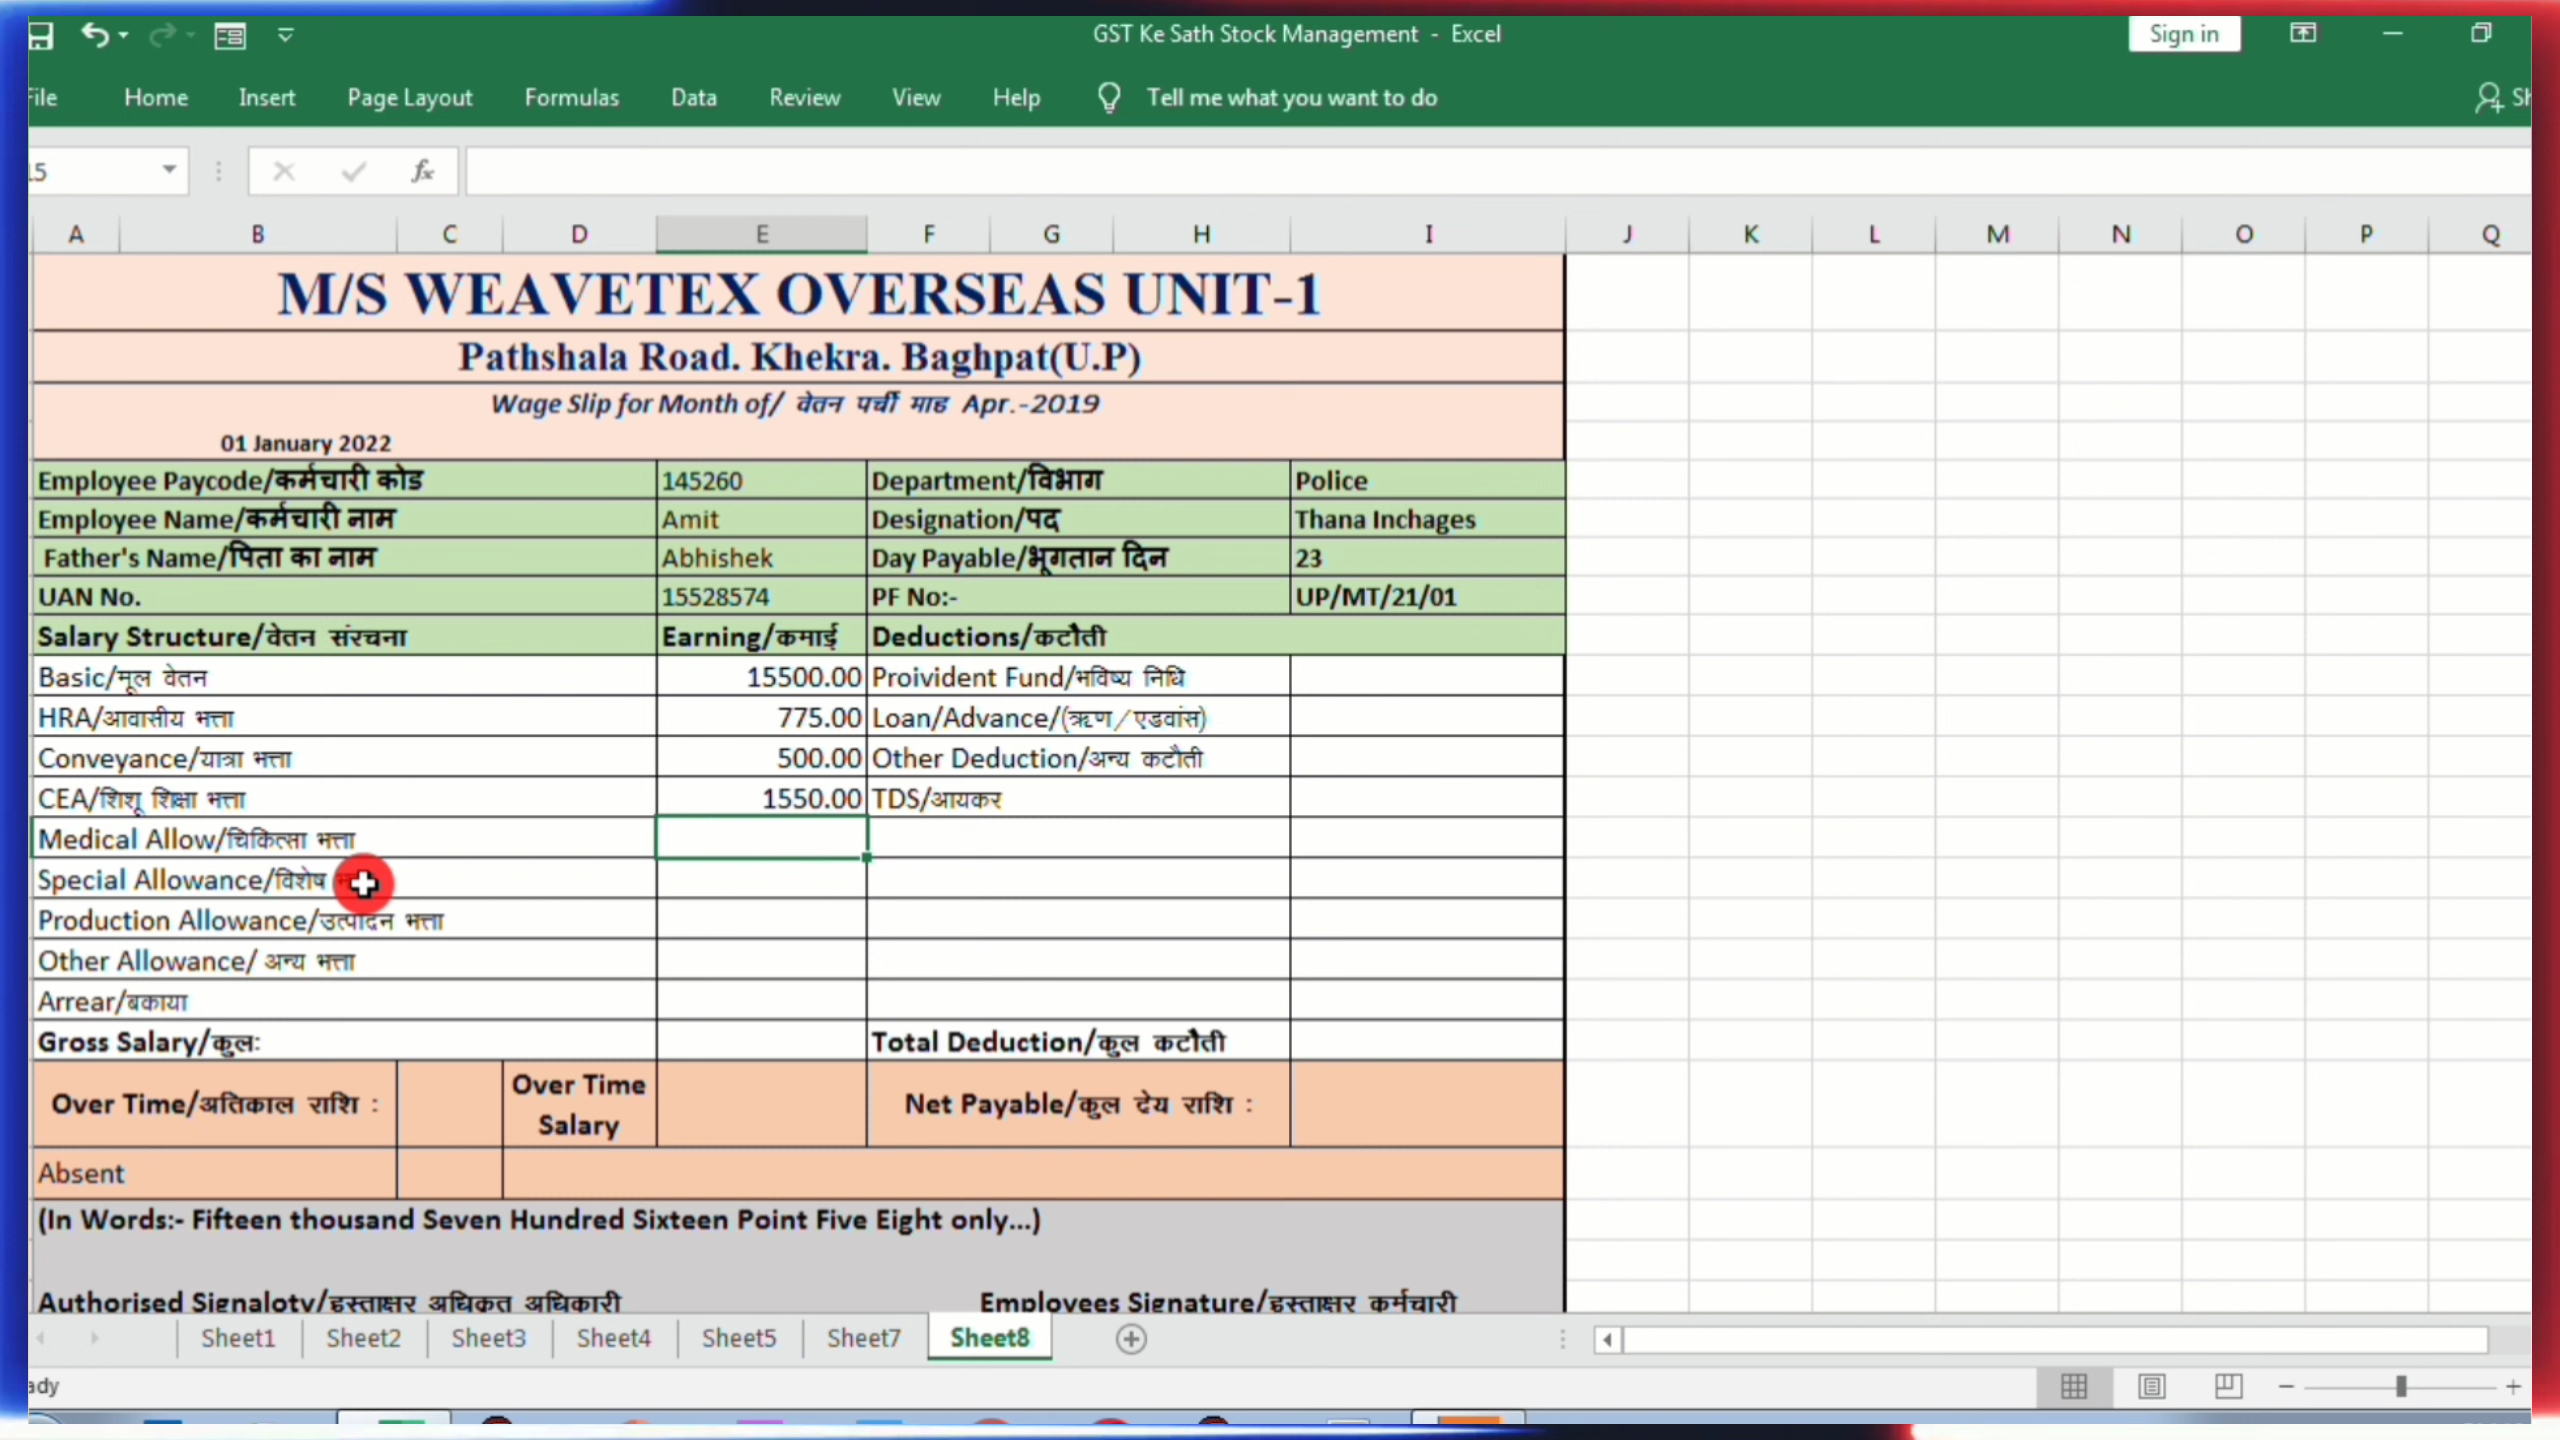 GST Ke Sath Stock Management - Excel
Sign in
Home Insert Page Layout Formulas Data Review View Help Tell me what you want to do
fx
A B C D E F G H I J K L M N O P Q
M/S WEAVETEX OVERSEAS UNIT-1
Pathshala Road. Khekra. Baghpat(U.P)
Wage Slip for Month of/ वेतन पर्ची माह Apr.-2019
01 January 2022
Employee Paycode/कर्मचारी कोड 145260 Department/विभाग Police
Employee Name/कर्मचारी नाम Amit Designation/पद Thana Inchages
Father's Name/पिता का नाम Abhishek Day Payable/भूगतान दिन 23
UAN No. 15528574 PF No:- UP/MT/21/01
Salary Structure/वेतन संरचना Earning/कमाई Deductions/कटौती
Basic/मूल वेतन 15500.00 Proivident Fund/भविष्य निधि
HRA/आवासीय भत्ता 775.00 Loan/Advance/(ऋण/एडवांस)
Conveyance/यात्रा भत्ता 500.00 Other Deduction/अन्य कटौती
CEA/शिशू शिक्षा भत्ता 1550.00 TDS/आयकर
Medical Allow/चिकित्सा भत्ता
Special Allowance/विशेष
Production Allowance/उत्पादन भत्ता
Other Allowance/ अन्य भत्ता
Arrear/बकाया
Gross Salary/कुल: Total Deduction/कुल कटौती
Over Time/अतिकाल राशि : Over Time Salary Net Payable/कुल देय राशि :
Absent
(In Words:- Fifteen thousand Seven Hundred Sixteen Point Five Eight only...)
Authorised Signaloty/हस्ताक्षर अधिकृत अधिकारी Employees Signature/हस्ताक्षर कर्मचारी
Sheet1 Sheet2 Sheet3 Sheet4 Sheet5 Sheet7 Sheet8